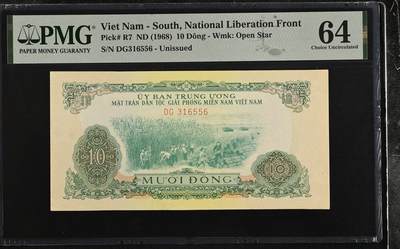 PMG
PAPER MONEY GUARANTY
Viet Nam - South, National Liberation Front
Pick# R7 ND (1968) 10 Dông - Wmk: Open Star
S/N DG316556 - Unissued
64
Choice Uncirculated
ỦY BAN TRUNG ƯƠNG
MẶT TRẬN DÂN TỘC GIẢI PHÓNG MIỀN NAM VIỆT NAM
DG 316556
10
10
MƯỜI ĐỒNG